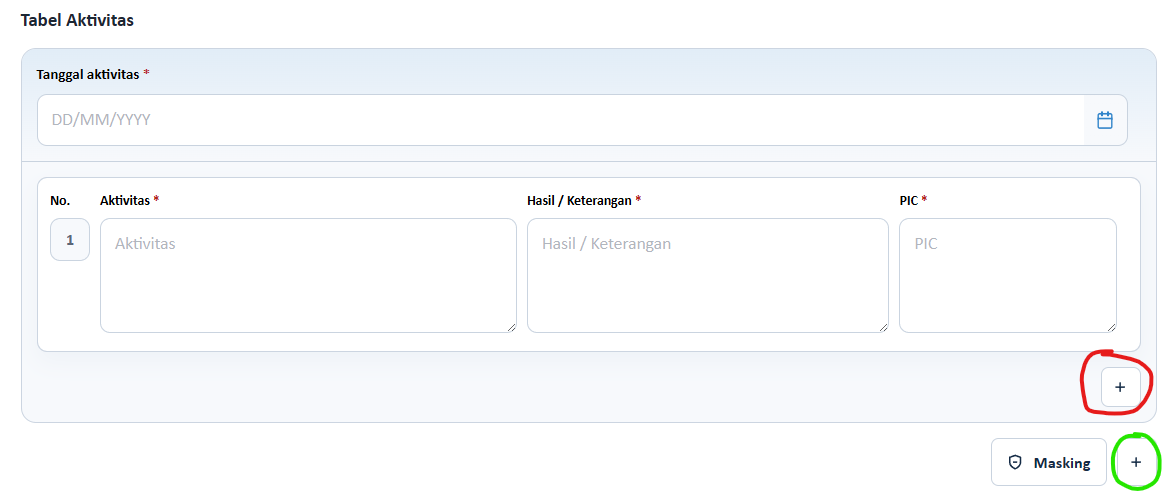 Tabel Aktivitas
Tanggal aktivitas *
DD/MM/YYYY
No. Aktivitas * Hasil / Keterangan * PIC *
1 Aktivitas Hasil / Keterangan PIC
+
Masking +